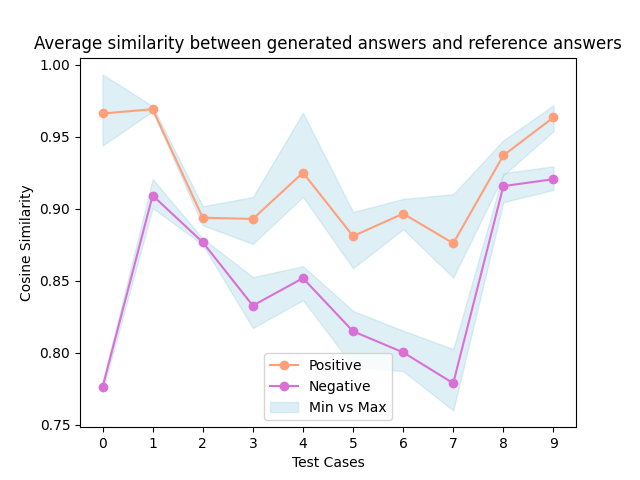 Average similarity between generated answers and reference answers
Cosine Similarity
1.00
0.95
0.90
0.85
0.80
0.75
Positive
Negative
Min vs Max
0 1 2 3 4 5 6 7 8 9
Test Cases